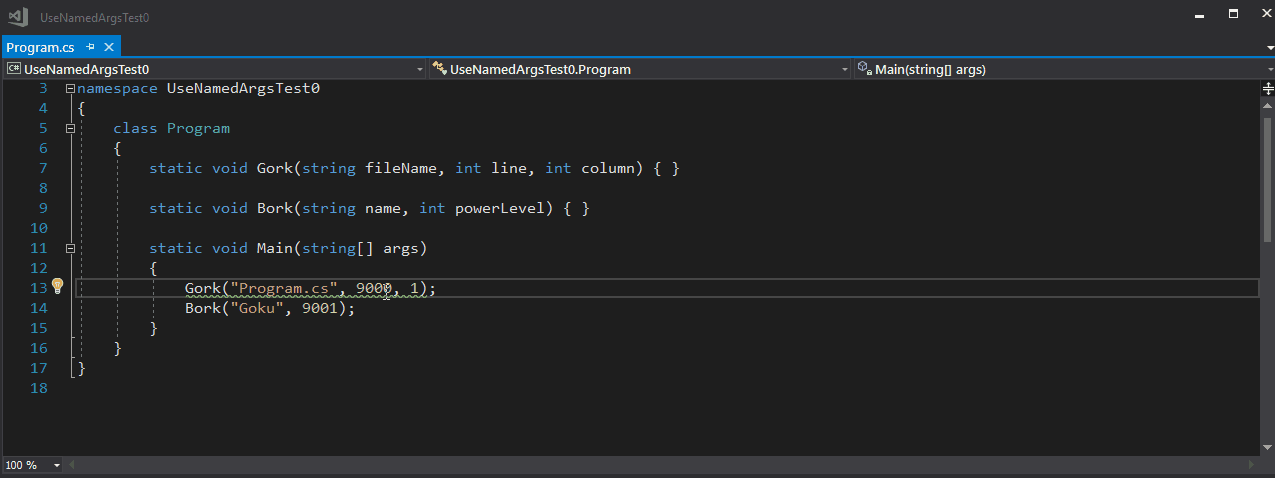 UseNamedArgsTest0
Program.cs
C# UseNamedArgsTest0 UseNamedArgsTest0.Program Main(string[] args)
3 namespace UseNamedArgsTest0
4 {
5 class Program
6 {
7 static void Gork(string fileName, int line, int column) { }
8
9 static void Bork(string name, int powerLevel) { }
10
11 static void Main(string[] args)
12 {
13 Gork("Program.cs", 9000, 1);
14 Bork("Goku", 9001);
15 }
16 }
17 }
18
100 %